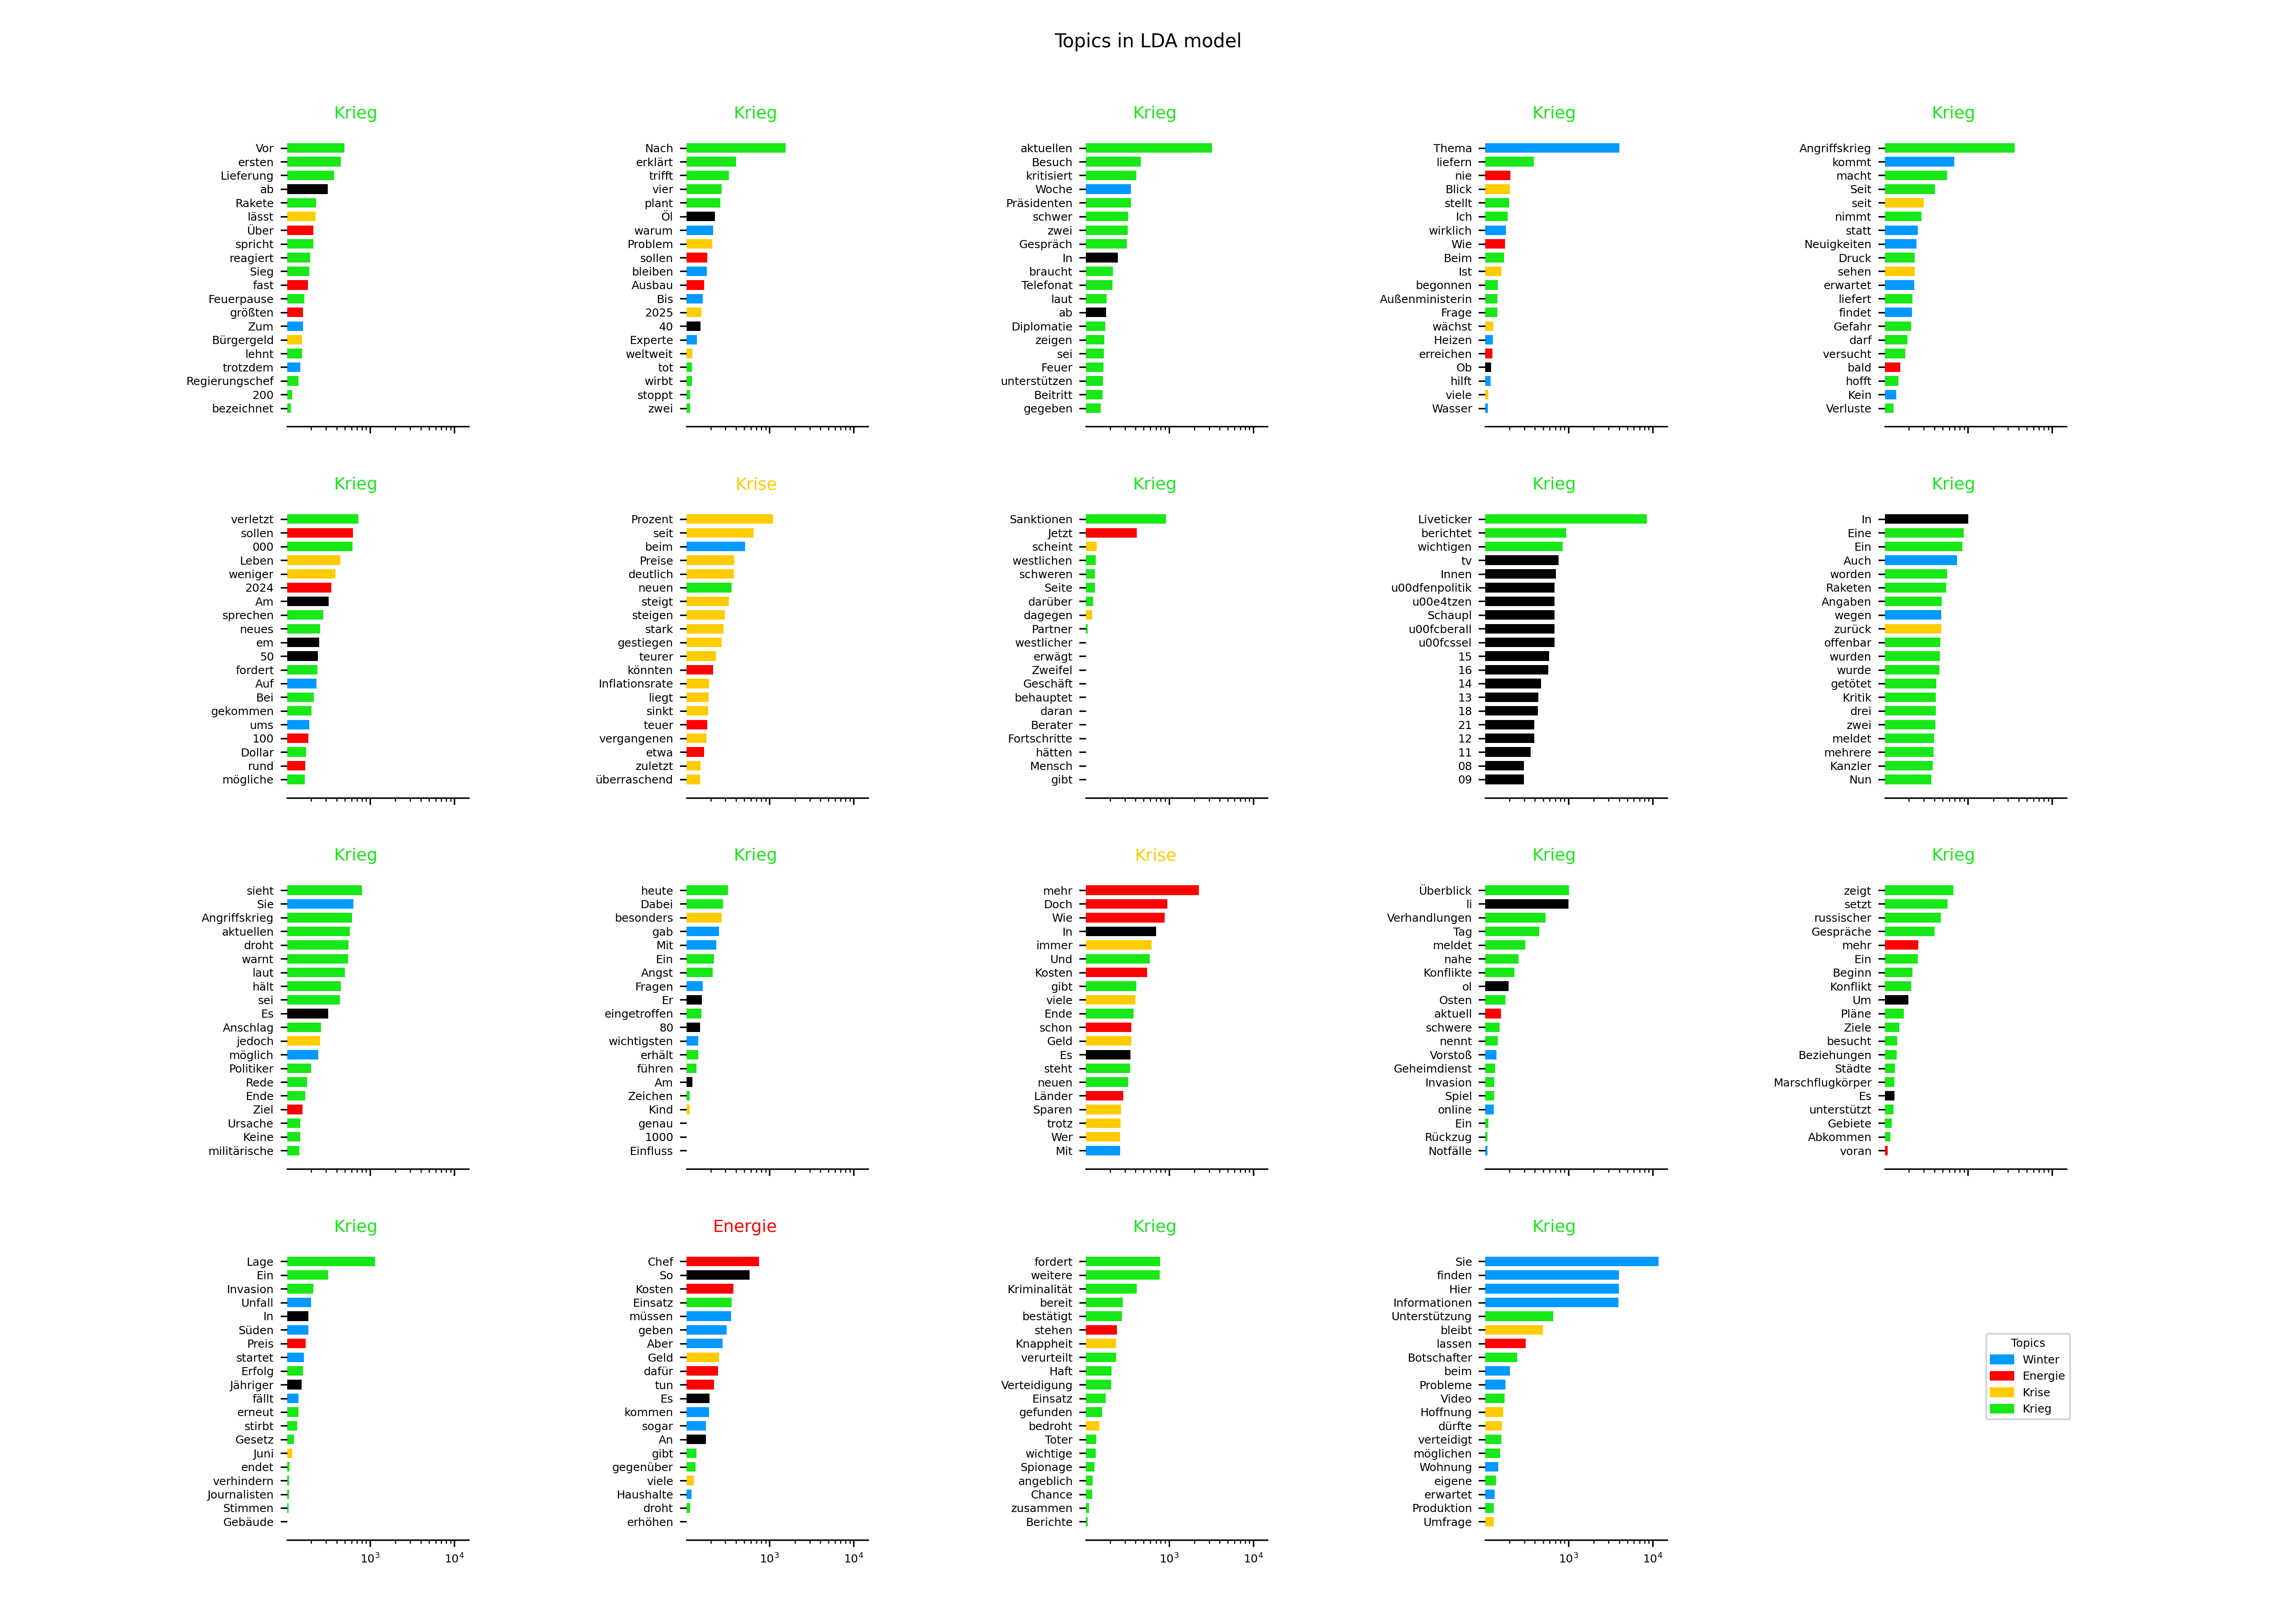 Topics in LDA model
Krieg
Vor
ersten
Lieferung
ab
Rakete
lässt
Über
spricht
reagiert
Sieg
fast
Feuerpause
größten
Zum
Bürgergeld
lehnt
trotzdem
Regierungschef
200
bezeichnet
Krieg
Nach
erklärt
trifft
vier
plant
Öl
warum
Problem
sollen
bleiben
Ausbau
Bis
2025
40
Experte
weltweit
tot
wirbt
stoppt
zwei
Krieg
aktuellen
Besuch
kritisiert
Woche
Präsidenten
schwer
zwei
Gespräch
In
braucht
Telefonat
laut
ab
Diplomatie
zeigen
sei
Feuer
unterstützen
Beitritt
gegeben
Krieg
Thema
liefern
nie
Blick
stellt
Ich
wirklich
Wie
Beim
Ist
begonnen
Außenministerin
Frage
wächst
Heizen
erreichen
Ob
hilft
viele
Wasser
Krieg
Angriffskrieg
kommt
macht
Seit
seit
nimmt
statt
Neuigkeiten
Druck
sehen
erwartet
liefert
findet
Gefahr
darf
versucht
bald
hofft
Kein
Verluste
Krieg
verletzt
sollen
000
Leben
weniger
2024
Am
sprechen
neues
em
50
fordert
Auf
Bei
gekommen
ums
100
Dollar
rund
mögliche
Krise
Prozent
seit
beim
Preise
deutlich
neuen
steigt
steigen
stark
gestiegen
teurer
könnten
Inflationsrate
liegt
sinkt
teuer
vergangenen
etwa
zuletzt
überraschend
Krieg
Sanktionen
Jetzt
scheint
westlichen
schweren
Seite
darüber
dagegen
Partner
westlicher
erwägt
Zweifel
Geschäft
behauptet
daran
Berater
Fortschritte
hätten
Mensch
gibt
Krieg
Liveticker
berichtet
wichtigen
tv
Innen
u00dfenpolitik
u00e4tzen
Schaupl
u00fcberall
u00fcssel
15
16
14
13
18
21
12
11
08
09
Krieg
In
Eine
Ein
Auch
worden
Raketen
Angaben
wegen
zurück
offenbar
wurden
wurde
getötet
Kritik
drei
zwei
meldet
mehrere
Kanzler
Nun
Krieg
sieht
Sie
Angriffskrieg
aktuellen
droht
warnt
laut
hält
sei
Es
Anschlag
jedoch
möglich
Politiker
Rede
Ende
Ziel
Ursache
Keine
militärische
Krieg
heute
Dabei
besonders
gab
Mit
Ein
Angst
Fragen
Er
eingetroffen
80
wichtigsten
erhält
führen
Am
Zeichen
Kind
genau
1000
Einfluss
Krise
mehr
Doch
Wie
In
immer
Und
Kosten
gibt
viele
Ende
schon
Geld
Es
steht
neuen
Länder
Sparen
trotz
Wer
Mit
Krieg
Überblick
li
Verhandlungen
Tag
meldet
nahe
Konflikte
ol
Osten
aktuell
schwere
nennt
Vorstoß
Geheimdienst
Invasion
Spiel
online
Ein
Rückzug
Notfälle
Krieg
zeigt
setzt
russischer
Gespräche
mehr
Ein
Beginn
Konflikt
Um
Pläne
Ziele
besucht
Beziehungen
Städte
Marschflugkörper
Es
unterstützt
Gebiete
Abkommen
voran
Krieg
Lage
Ein
Invasion
Unfall
In
Süden
Preis
startet
Erfolg
Jähriger
fällt
erneut
stirbt
Gesetz
Juni
endet
verhindern
Journalisten
Stimmen
Gebäude
10³ 10⁴
Energie
Chef
So
Kosten
Einsatz
müssen
geben
Aber
Geld
dafür
tun
Es
kommen
sogar
An
gibt
gegenüber
viele
Haushalte
droht
erhöhen
10³ 10⁴
Krieg
fordert
weitere
Kriminalität
bereit
bestätigt
stehen
Knappheit
verurteilt
Haft
Verteidigung
Einsatz
gefunden
bedroht
Toter
wichtige
Spionage
angeblich
Chance
zusammen
Berichte
10³ 10⁴
Krieg
Sie
finden
Hier
Informationen
Unterstützung
bleibt
lassen
Botschafter
beim
Probleme
Video
Hoffnung
dürfte
verteidigt
möglichen
Wohnung
eigene
erwartet
Produktion
Umfrage
10³ 10⁴
Topics
Winter
Energie
Krise
Krieg